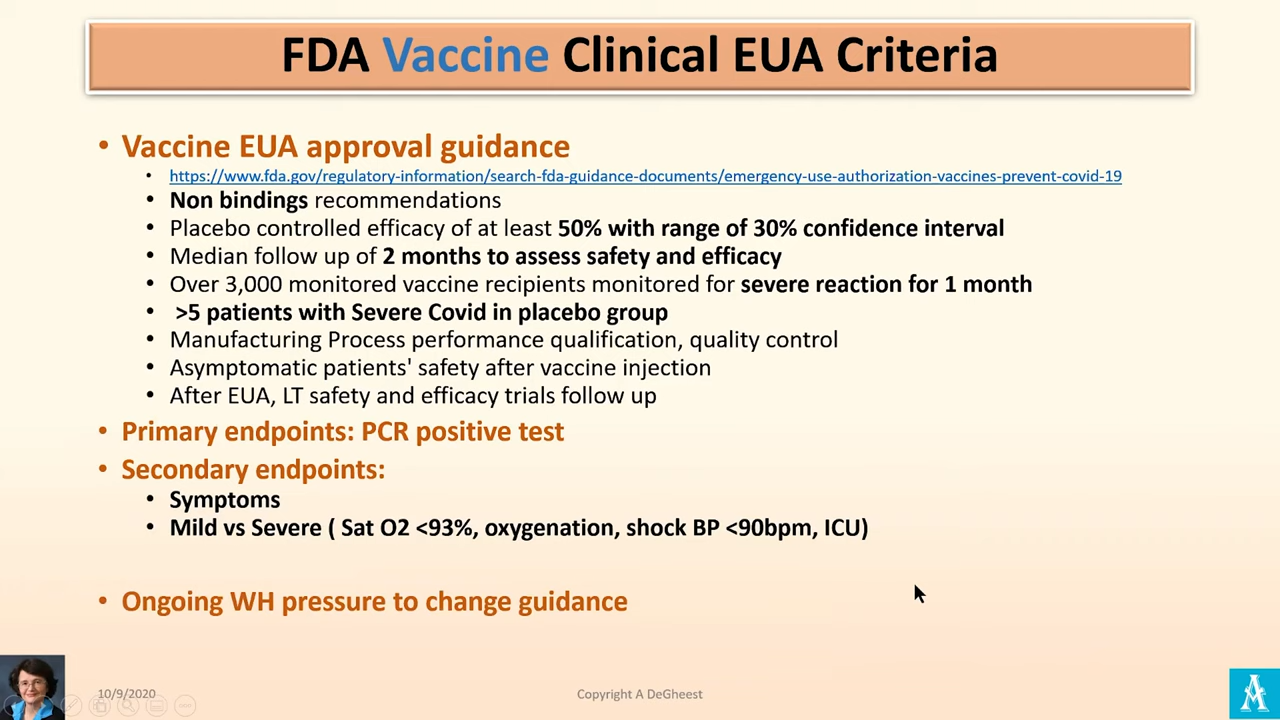 FDA Vaccine Clinical EUA Criteria
• Vaccine EUA approval guidance
• https://www.fda.gov/regulatory-information/search-fda-guidance-documents/emergency-use-authorization-vaccines-prevent-covid-19
• Non bindings recommendations
• Placebo controlled efficacy of at least 50% with range of 30% confidence interval
• Median follow up of 2 months to assess safety and efficacy
• Over 3,000 monitored vaccine recipients monitored for severe reaction for 1 month
• >5 patients with Severe Covid in placebo group
• Manufacturing Process performance qualification, quality control
• Asymptomatic patients' safety after vaccine injection
• After EUA, LT safety and efficacy trials follow up
• Primary endpoints: PCR positive test
• Secondary endpoints:
• Symptoms
• Mild vs Severe ( Sat O2 <93%, oxygenation, shock BP <90bpm, ICU)
• Ongoing WH pressure to change guidance
10/9/2020
Copyright A DeGheest
A